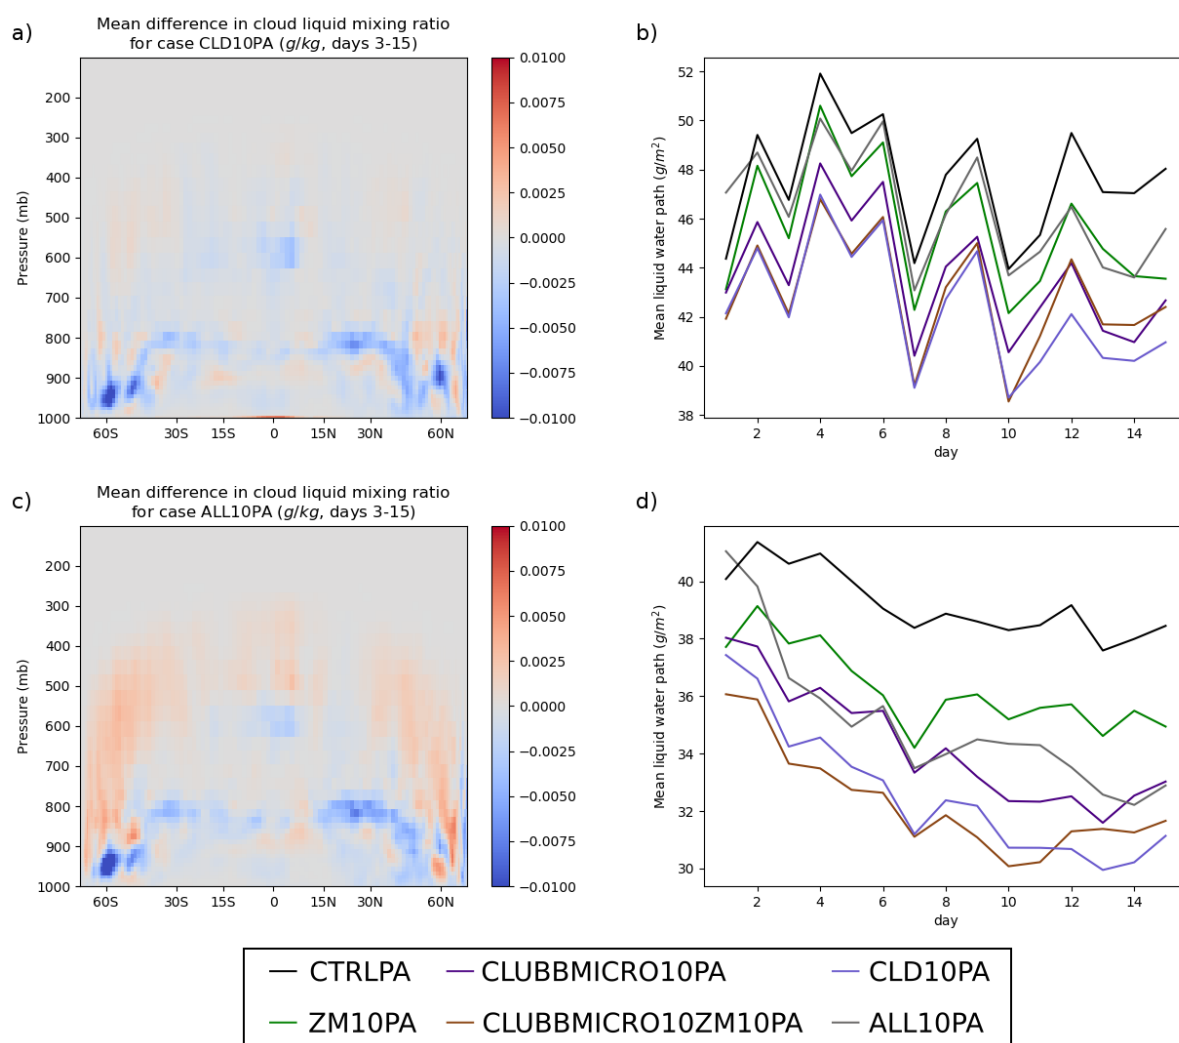 a)
Mean difference in cloud liquid mixing ratio
for case CLD10PA (g/kg, days 3-15)
Pressure (mb)
200
300
400
500
600
700
800
900
1000
60S 30S 15S 0 15N 30N 60N
0.0100
0.0075
0.0050
0.0025
0.0000
−0.0025
−0.0050
−0.0075
−0.0100
b)
Mean liquid water path (g/m²)
52
50
48
46
44
42
40
38
2 4 6 8 10 12 14
day
c)
Mean difference in cloud liquid mixing ratio
for case ALL10PA (g/kg, days 3-15)
Pressure (mb)
200
300
400
500
600
700
800
900
1000
60S 30S 15S 0 15N 30N 60N
0.0100
0.0075
0.0050
0.0025
0.0000
−0.0025
−0.0050
−0.0075
−0.0100
d)
Mean liquid water path (g/m²)
40
38
36
34
32
30
2 4 6 8 10 12 14
day
CTRLPA CLUBBMICRO10PA CLD10PA
ZM10PA CLUBBMICRO10ZM10PA ALL10PA